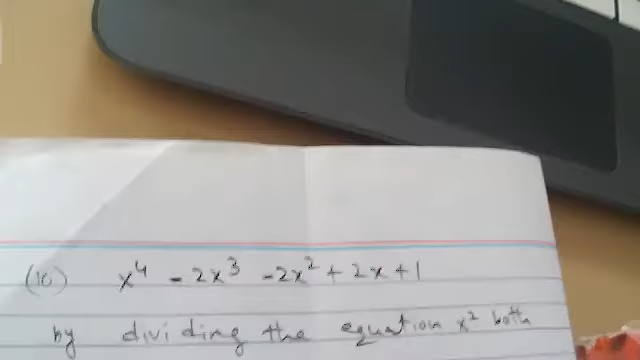 (10) x⁴ - 2x³ - 2x² + 2x + 1
by dividing the equation x² both